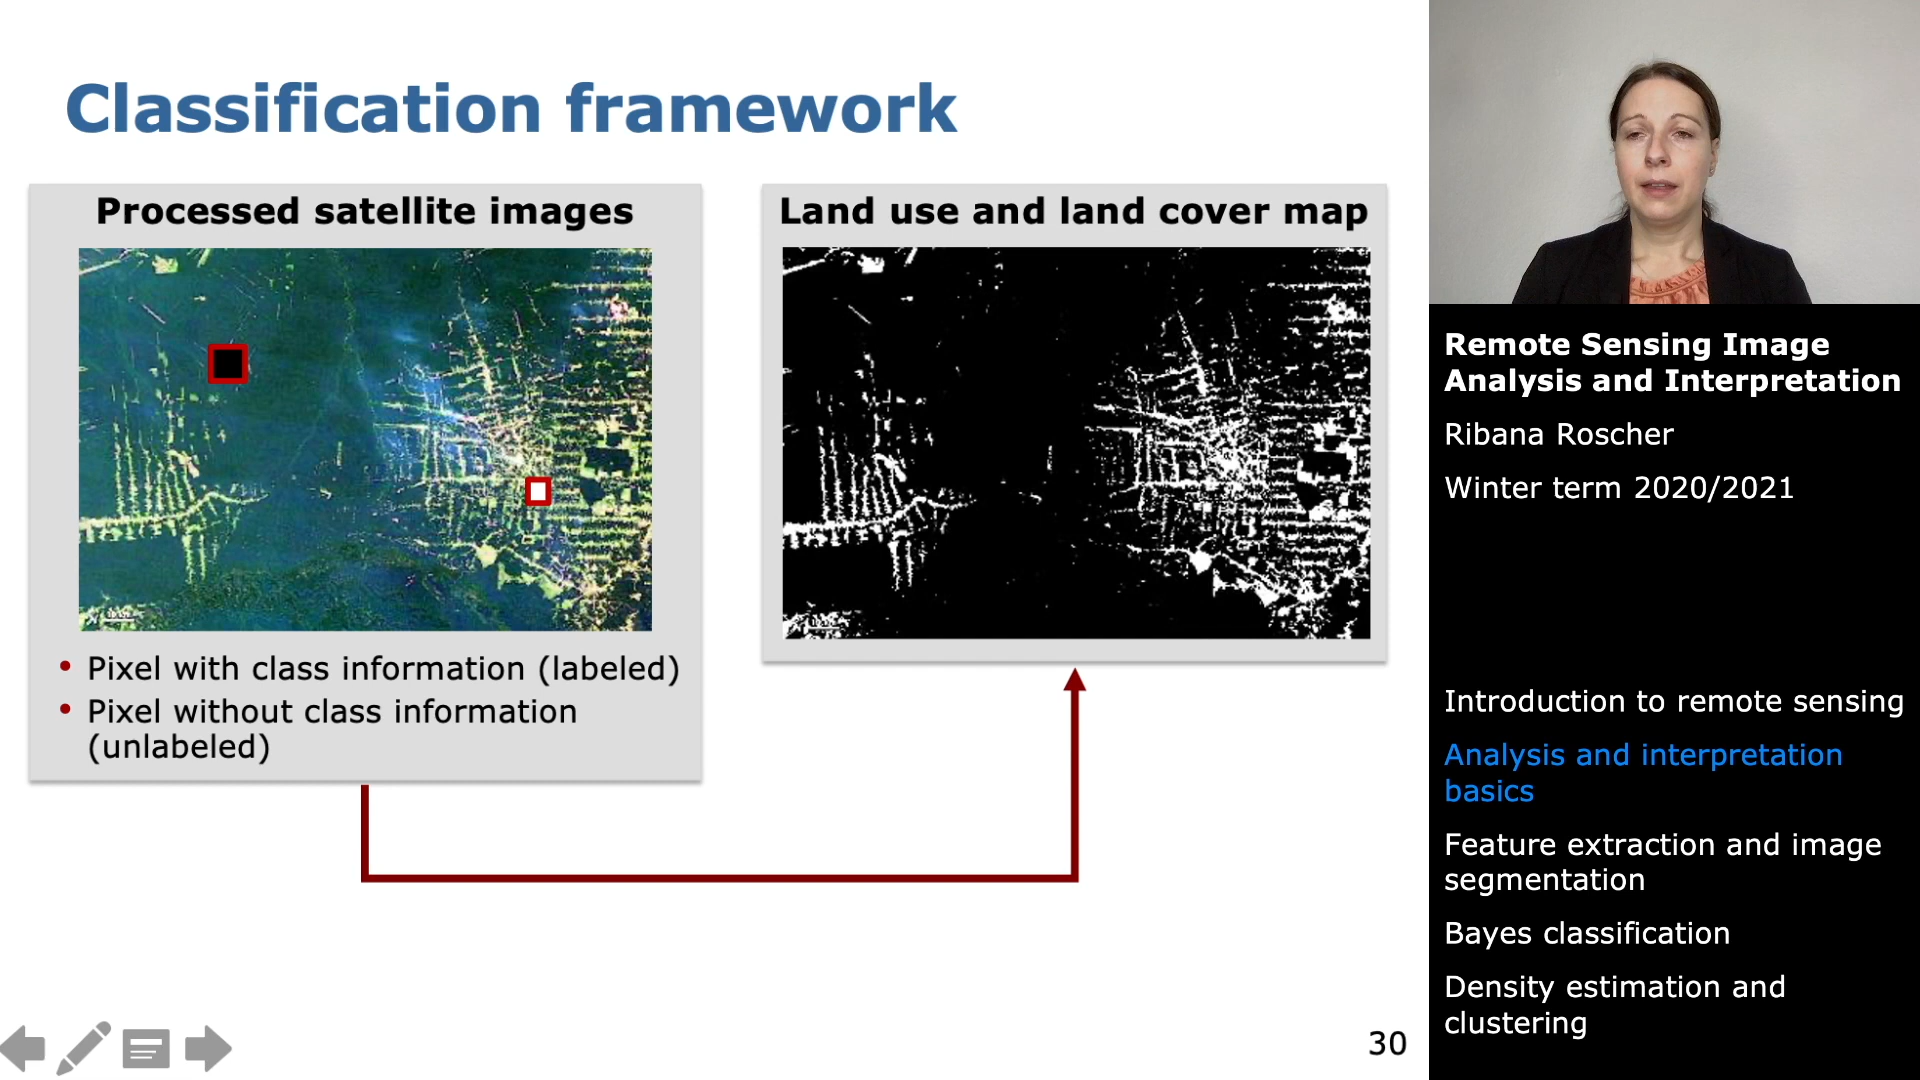 Classification framework
Processed satellite images
• Pixel with class information (labeled)
• Pixel without class information
(unlabeled)
Land use and land cover map
30
Remote Sensing Image
Analysis and Interpretation
Ribana Roscher
Winter term 2020/2021
Introduction to remote sensing
Analysis and interpretation
basics
Feature extraction and image
segmentation
Bayes classification
Density estimation and
clustering